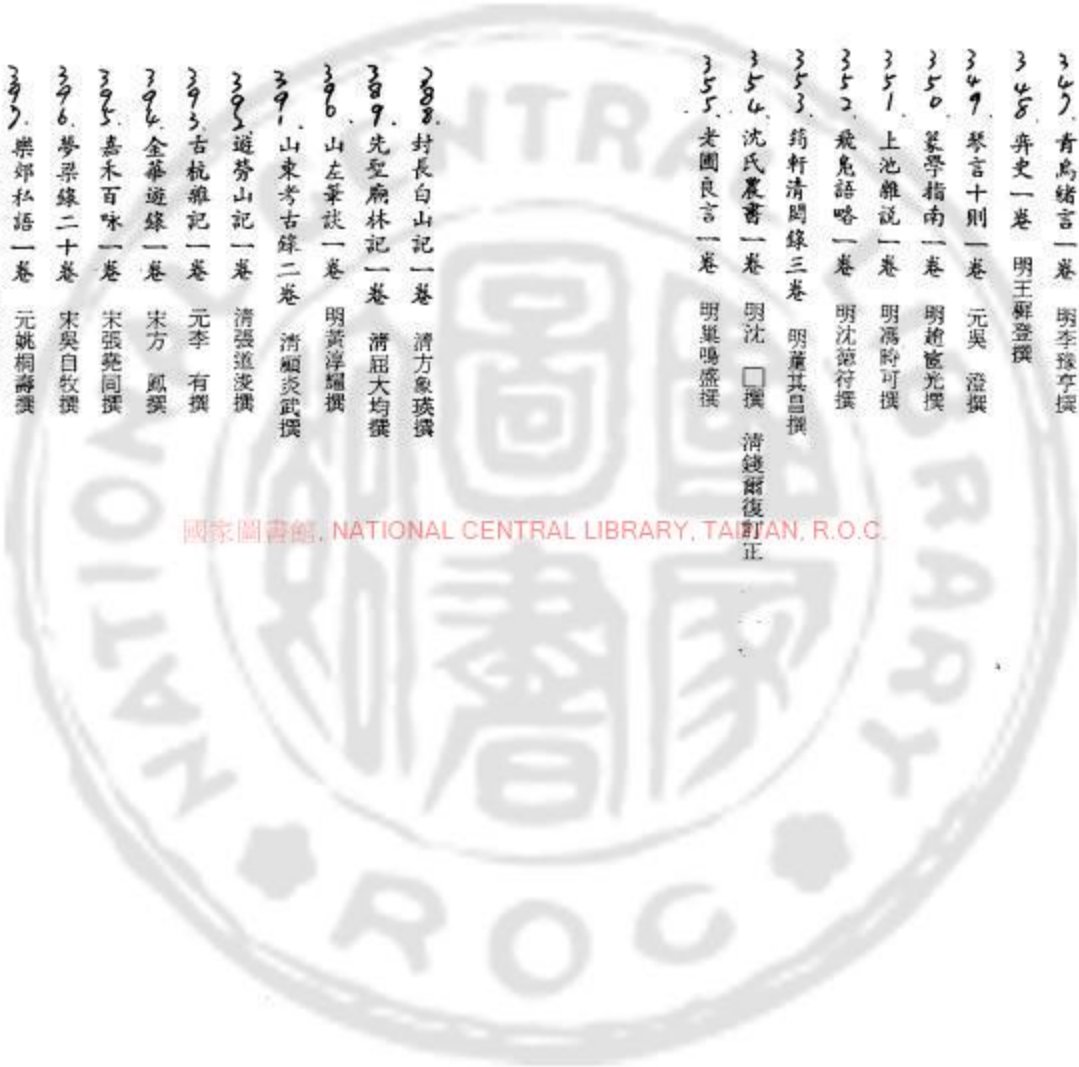 347. 青烏緒言一卷 明李豫亨撰
348 弈史一卷 明王穉登撰
349. 琴言十則一卷 元吳 澄撰
350 篆學指南一卷 明趙宧光撰
351. 上池雜說一卷 明馮時可撰
352. 飛鳧語略一卷 明沈德符撰
353. 筠軒清閟錄三卷 明董其昌撰
354. 沈氏農書一卷 明沈 □撰 清錢爾復訂正
355. 老圃良言一卷 明巢鳴盛撰
388. 封長白山記一卷 清方象瑛撰
389. 先聖廟林記一卷 清屈大均撰
390 山左筆談一卷 明黃淳耀撰
391. 山東考古錄二卷 清顧炎武撰
392 遊勞山記一卷 清張道浚撰
393. 古杭雜記一卷 元李 有撰
394. 金華遊錄一卷 宋方 鳳撰
395. 嘉禾百咏一卷 宋張堯同撰
396. 夢梁錄二十卷 宋吳自牧撰
397. 樂郊私語一卷 元姚桐壽撰
國家圖書館, NATIONAL CENTRAL LIBRARY, TAIWAN, R.O.C.
NATIONAL CENTRAL LIBRARY
ROC
國家圖書